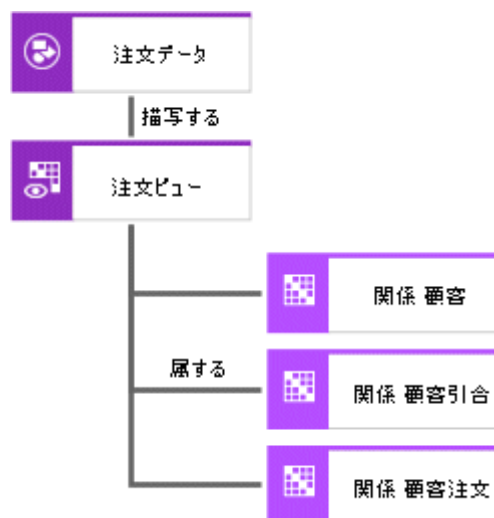 注文データ
描写する
注文ビュー
関係 顧客
属する
関係 顧客引合
関係 顧客注文